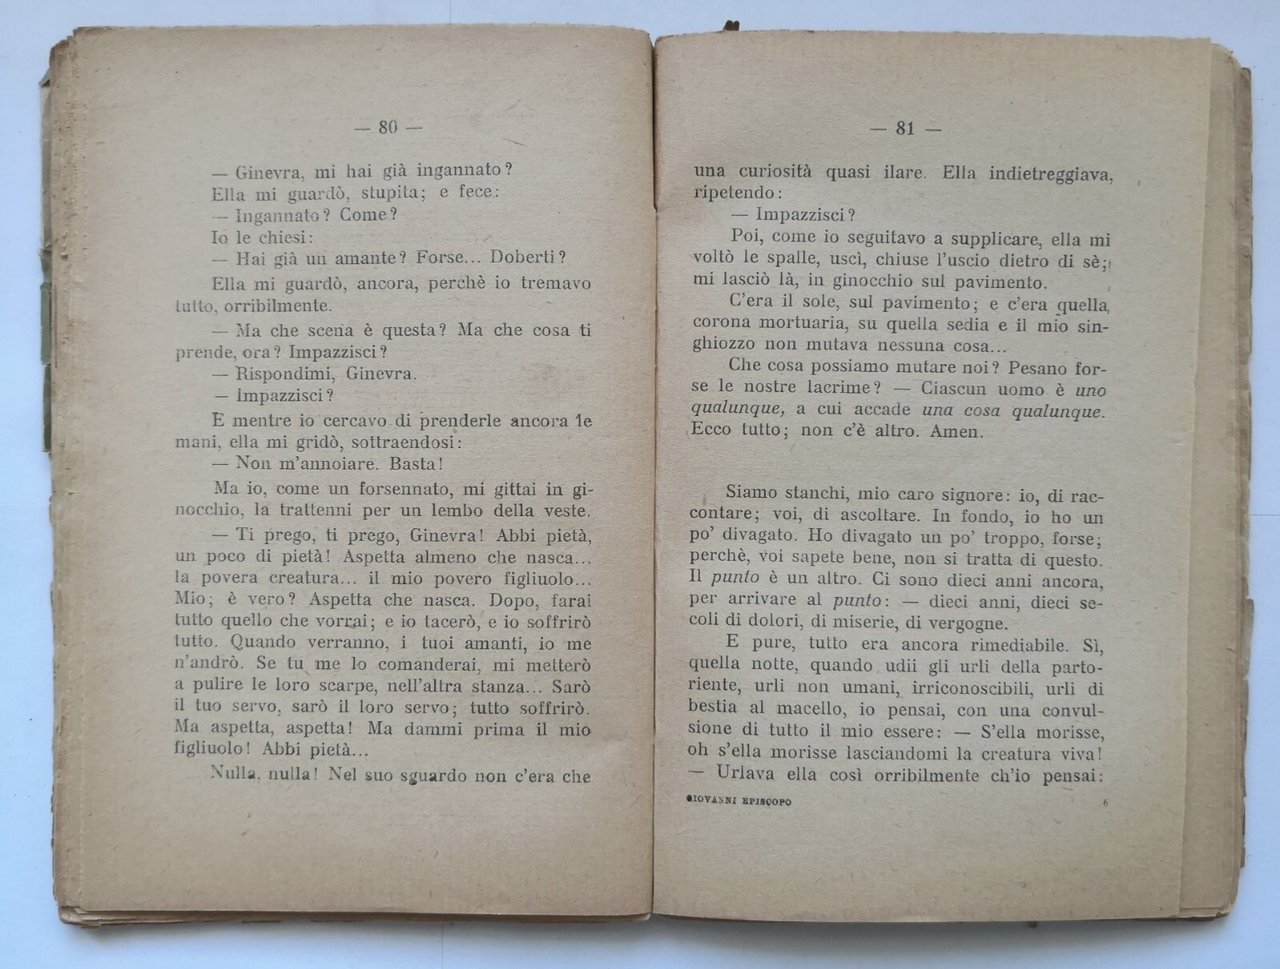 — 80 —
— Ginevra, mi hai già ingannato?
Ella mi guardò, stupita; e fece:
— Ingannato? Come?
Io le chiesi:
— Hai già un amante? Forse... Doberti?
Ella mi guardò, ancora, perchè io tremavo
tutto, orribilmente.
— Ma che scena è questa? Ma che cosa ti
prende, ora? Impazzisci?
— Rispondimi, Ginevra.
— Impazzisci?
E mentre io cercavo di prenderle ancora le
mani, ella mi gridò, sottraendosi:
— Non m'annoiare. Basta!
Ma io, come un forsennato, mi gittai in gi-
nocchio, la trattenni per un lembo della veste.
— Ti prego, ti prego, Ginevra! Abbi pietà,
un poco di pietà! Aspetta almeno che nasca...
la povera creatura... il mio povero figliuolo...
Mio; è vero? Aspetta che nasca. Dopo, farai
tutto quello che vorrai; e io tacerò, e io soffrirò
tutto. Quando verranno, i tuoi amanti, io me
n'andrò. Se tu me lo comanderai, mi metterò
a pulire le loro scarpe, nell'altra stanza... Sarò
il tuo servo, sarò il loro servo; tutto soffrirò.
Ma aspetta, aspetta! Ma dammi prima il mio
figliuolo! Abbi pietà...
Nulla, nulla! Nel suo sguardo non c'era che
— 81 —
una curiosità quasi ilare. Ella indietreggiava,
ripetendo:
— Impazzisci?
Poi, come io seguitavo a supplicare, ella mi
voltò le spalle, uscì, chiuse l'uscio dietro di sè;
mi lasciò là, in ginocchio sul pavimento.
C'era il sole, sul pavimento; e c'era quella
corona mortuaria, su quella sedia e il mio sin-
ghiozzo non mutava nessuna cosa...
Che cosa possiamo mutare noi? Pesano for-
se le nostre lacrime? — Ciascun uomo è uno
qualunque, a cui accade una cosa qualunque.
Ecco tutto; non c'è altro. Amen.
Siamo stanchi, mio caro signore: io, di rac-
contare; voi, di ascoltare. In fondo, io ho un
po' divagato. Ho divagato un po' troppo, forse;
perchè, voi sapete bene, non si tratta di questo.
Il punto è un altro. Ci sono dieci anni ancora,
per arrivare al punto: — dieci anni, dieci se-
coli di dolori, di miserie, di vergogne.
E pure, tutto era ancora rimediabile. Sì,
quella notte, quando udii gli urli della parto-
riente, urli non umani, irriconoscibili, urli di
bestia al macello, io pensai, con una convul-
sione di tutto il mio essere: — S'ella morisse,
oh s'ella morisse lasciandomi la creatura viva!
— Urlava ella così orribilmente ch'io pensai:
GIOVANNI EPISCOPO 6